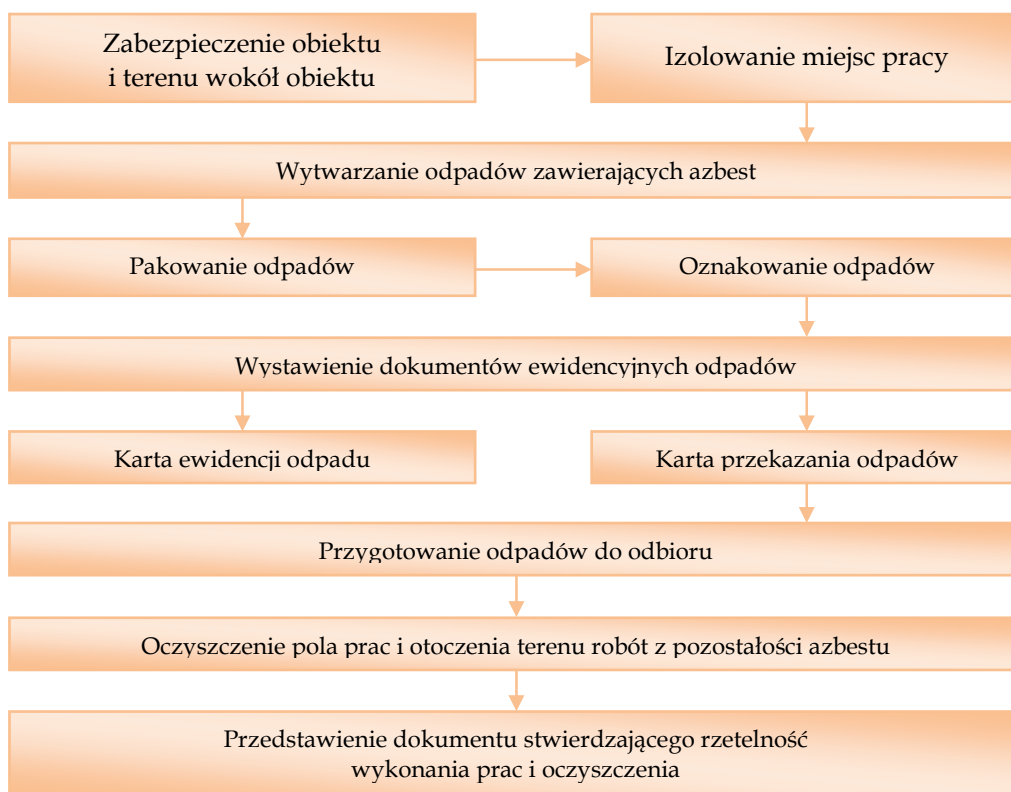 Zabezpieczenie obiektu
i terenu wokół obiektu
Izolowanie miejsc pracy
Wytwarzanie odpadów zawierających azbest
Pakowanie odpadów
Oznakowanie odpadów
Wystawienie dokumentów ewidencyjnych odpadów
Karta ewidencji odpadu
Karta przekazania odpadów
Przygotowanie odpadów do odbioru
Oczyszczenie pola prac i otoczenia terenu robót z pozostałości azbestu
Przedstawienie dokumentu stwierdzającego rzetelność
wykonania prac i oczyszczenia